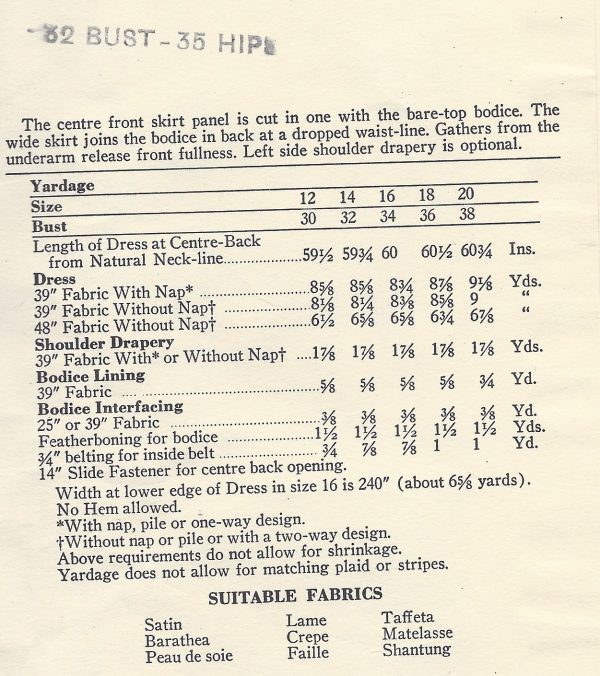 32 BUST - 35 HIP
The centre front skirt panel is cut in one with the bare-top bodice. The
wide skirt joins the bodice in back at a dropped waist-line. Gathers from the
underarm release front fullness. Left side shoulder drapery is optional.
Yardage
Size 12 14 16 18 20
Bust 30 32 34 36 38
Length of Dress at Centre-Back
from Natural Neck-line....................59½ 59¾ 60 60½ 60¾ Ins.
Dress
39″ Fabric With Nap* ....................8⅝ 8⅝ 8¾ 8⅞ 9⅛ Yds.
39″ Fabric Without Nap† ................8⅛ 8¼ 8⅜ 8⅝ 9 “
48″ Fabric Without Nap† ................6½ 6⅝ 6⅝ 6¾ 6⅞ “
Shoulder Drapery
39″ Fabric With* or Without Nap† ....1⅞ 1⅞ 1⅞ 1⅞ 1⅞ Yds.
Bodice Lining
39″ Fabric .... ............................⅝ ⅝ ⅝ ⅝ ¾ Yd.
Bodice Interfacing
25″ or 39″ Fabric ..........................⅜ ⅜ ⅜ ⅜ ⅜ Yd.
Featherboning for bodice ................1½ 1½ 1½ 1½ 1½ Yds.
¾″ belting for inside belt ..................¾ ⅞ ⅞ 1 1 Yd.
14″ Slide Fastener for centre back opening.
Width at lower edge of Dress in size 16 is 240″ (about 6⅝ yards).
No Hem allowed.
*With nap, pile or one-way design.
†Without nap or pile or with a two-way design.
Above requirements do not allow for shrinkage.
Yardage does not allow for matching plaid or stripes.
SUITABLE FABRICS
Satin Lame Taffeta
Barathea Crepe Matelasse
Peau de soie Faille Shantung